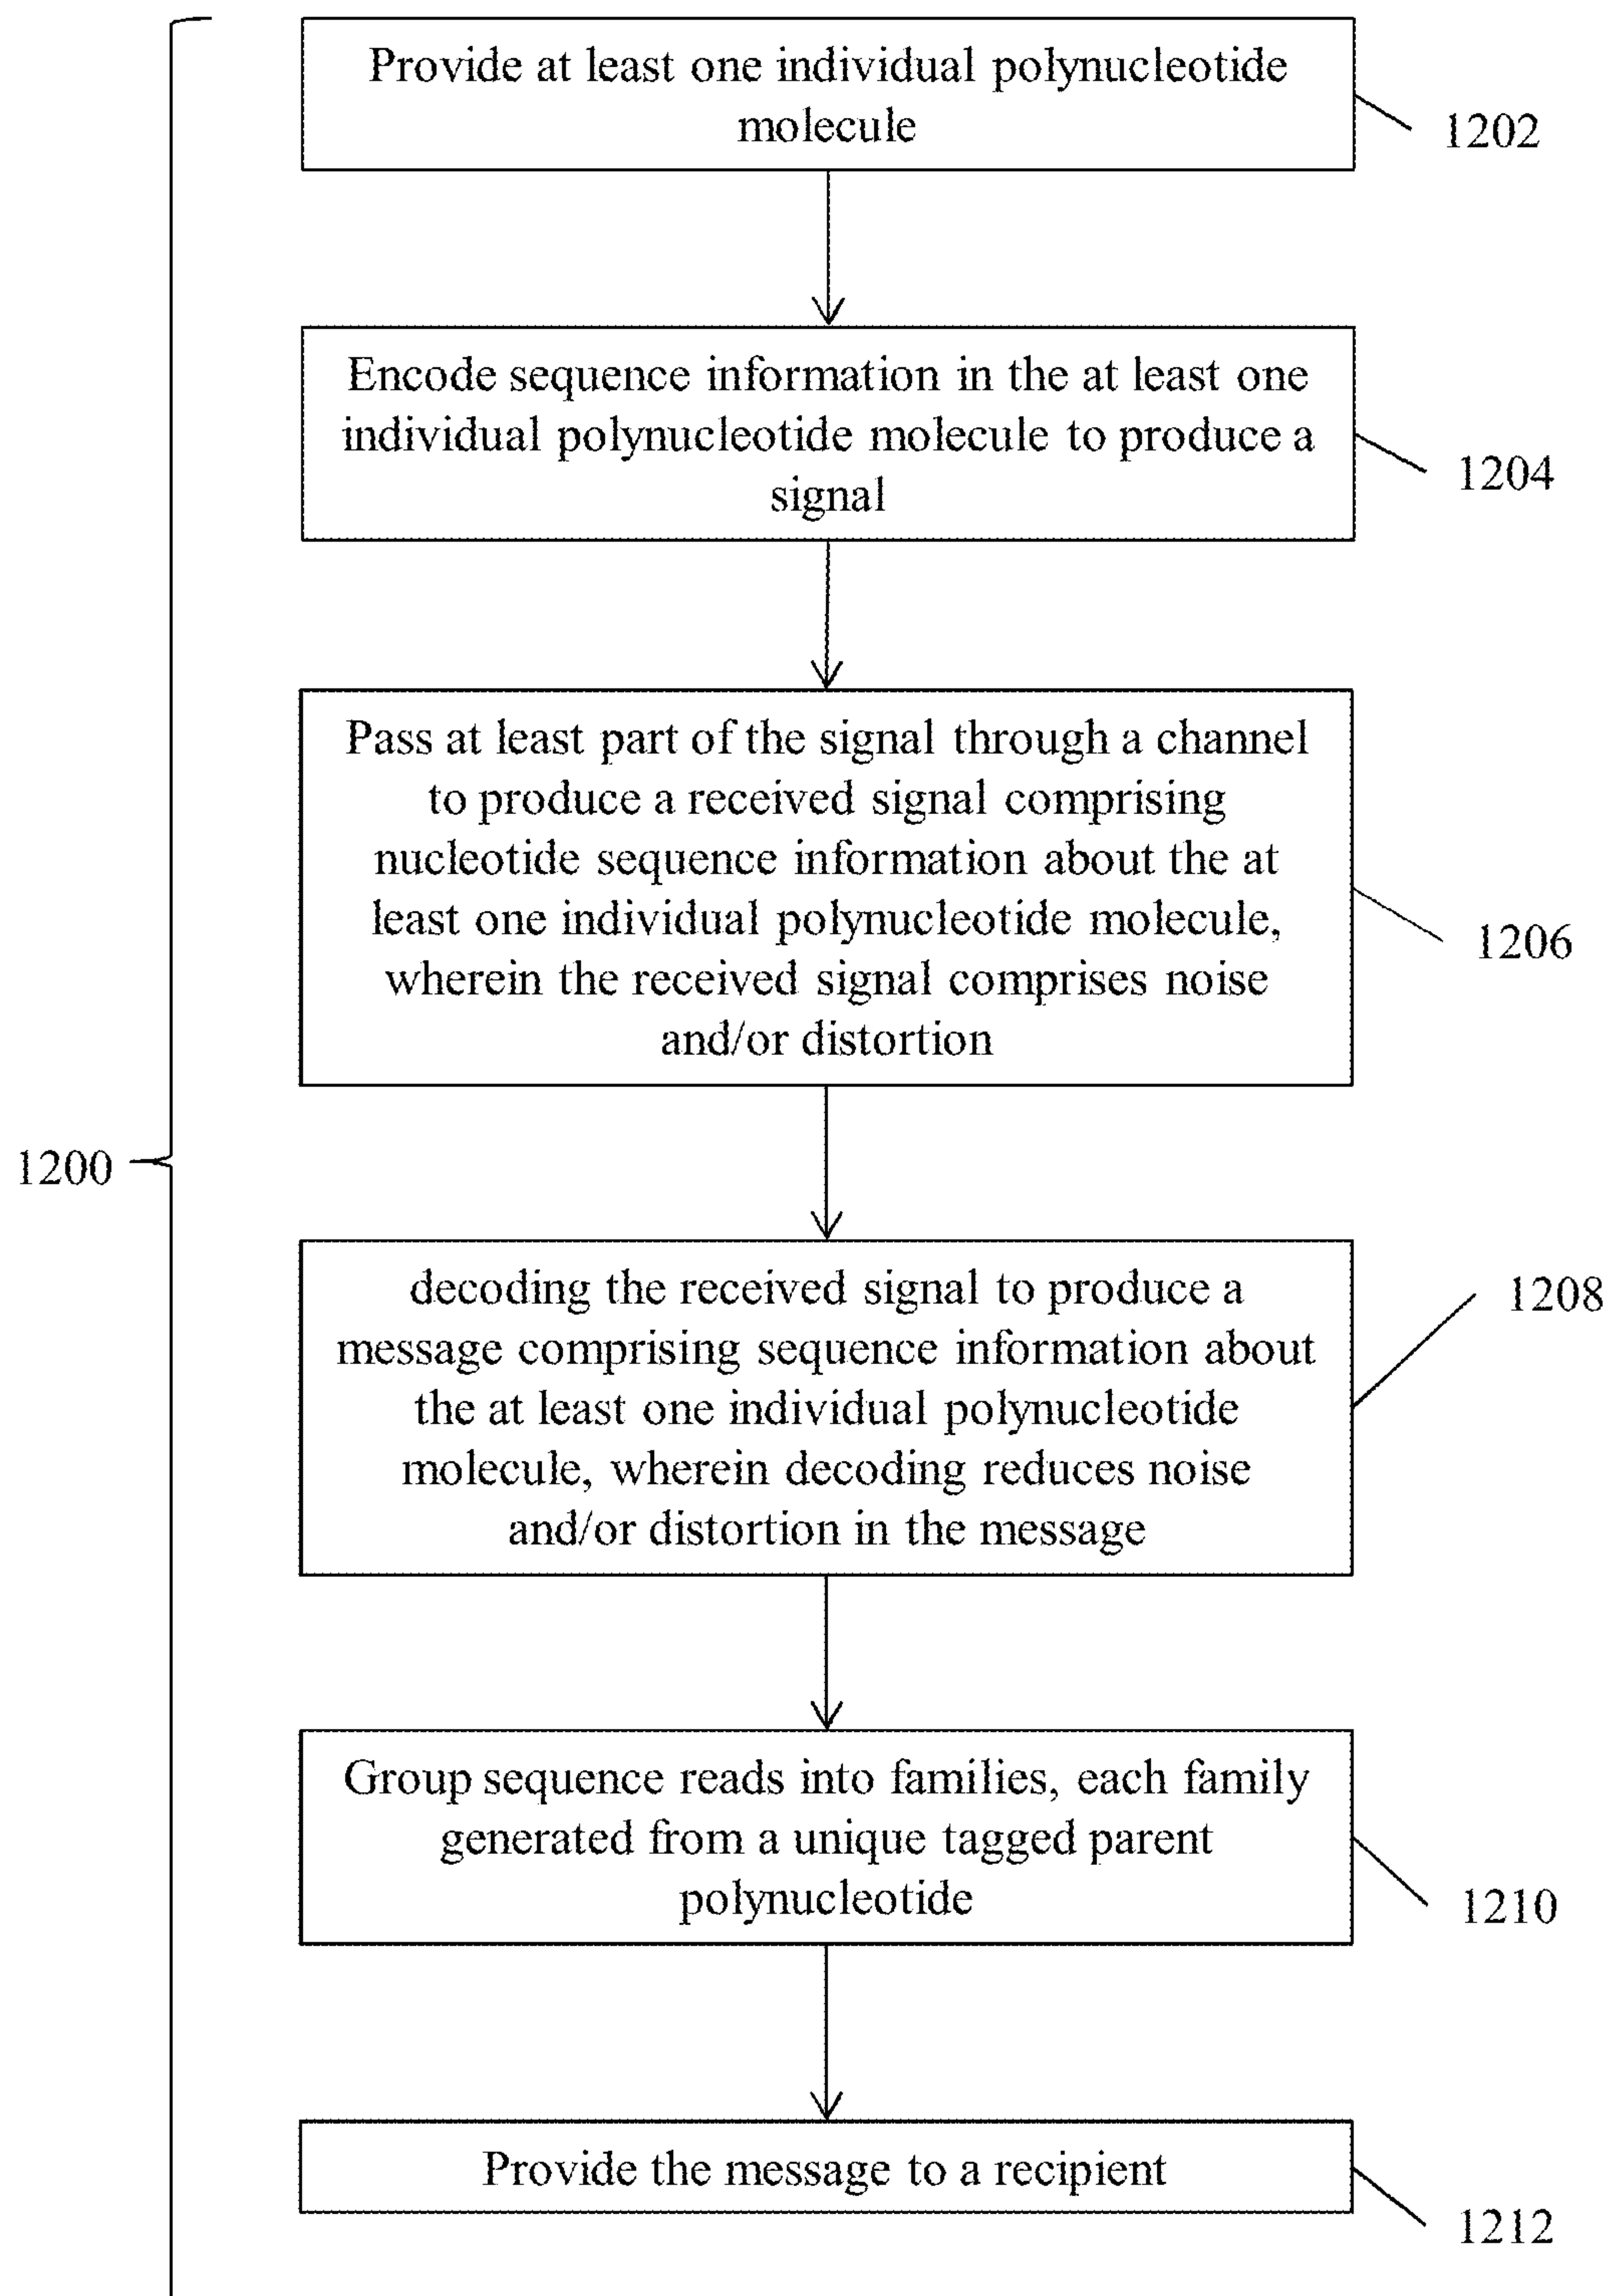 Provide at least one individual polynucleotide
molecule
1202
Encode sequence information in the at least one
individual polynucleotide molecule to produce a
signal
1204
Pass at least part of the signal through a channel
to produce a received signal comprising
nucleotide sequence information about the at
least one individual polynucleotide molecule,
wherein the received signal comprises noise
and/or distortion
1206
1200
decoding the received signal to produce a
message comprising sequence information about
the at least one individual polynucleotide
molecule, wherein decoding reduces noise
and/or distortion in the message
1208
Group sequence reads into families, each family
generated from a unique tagged parent
polynucleotide
1210
Provide the message to a recipient
1212